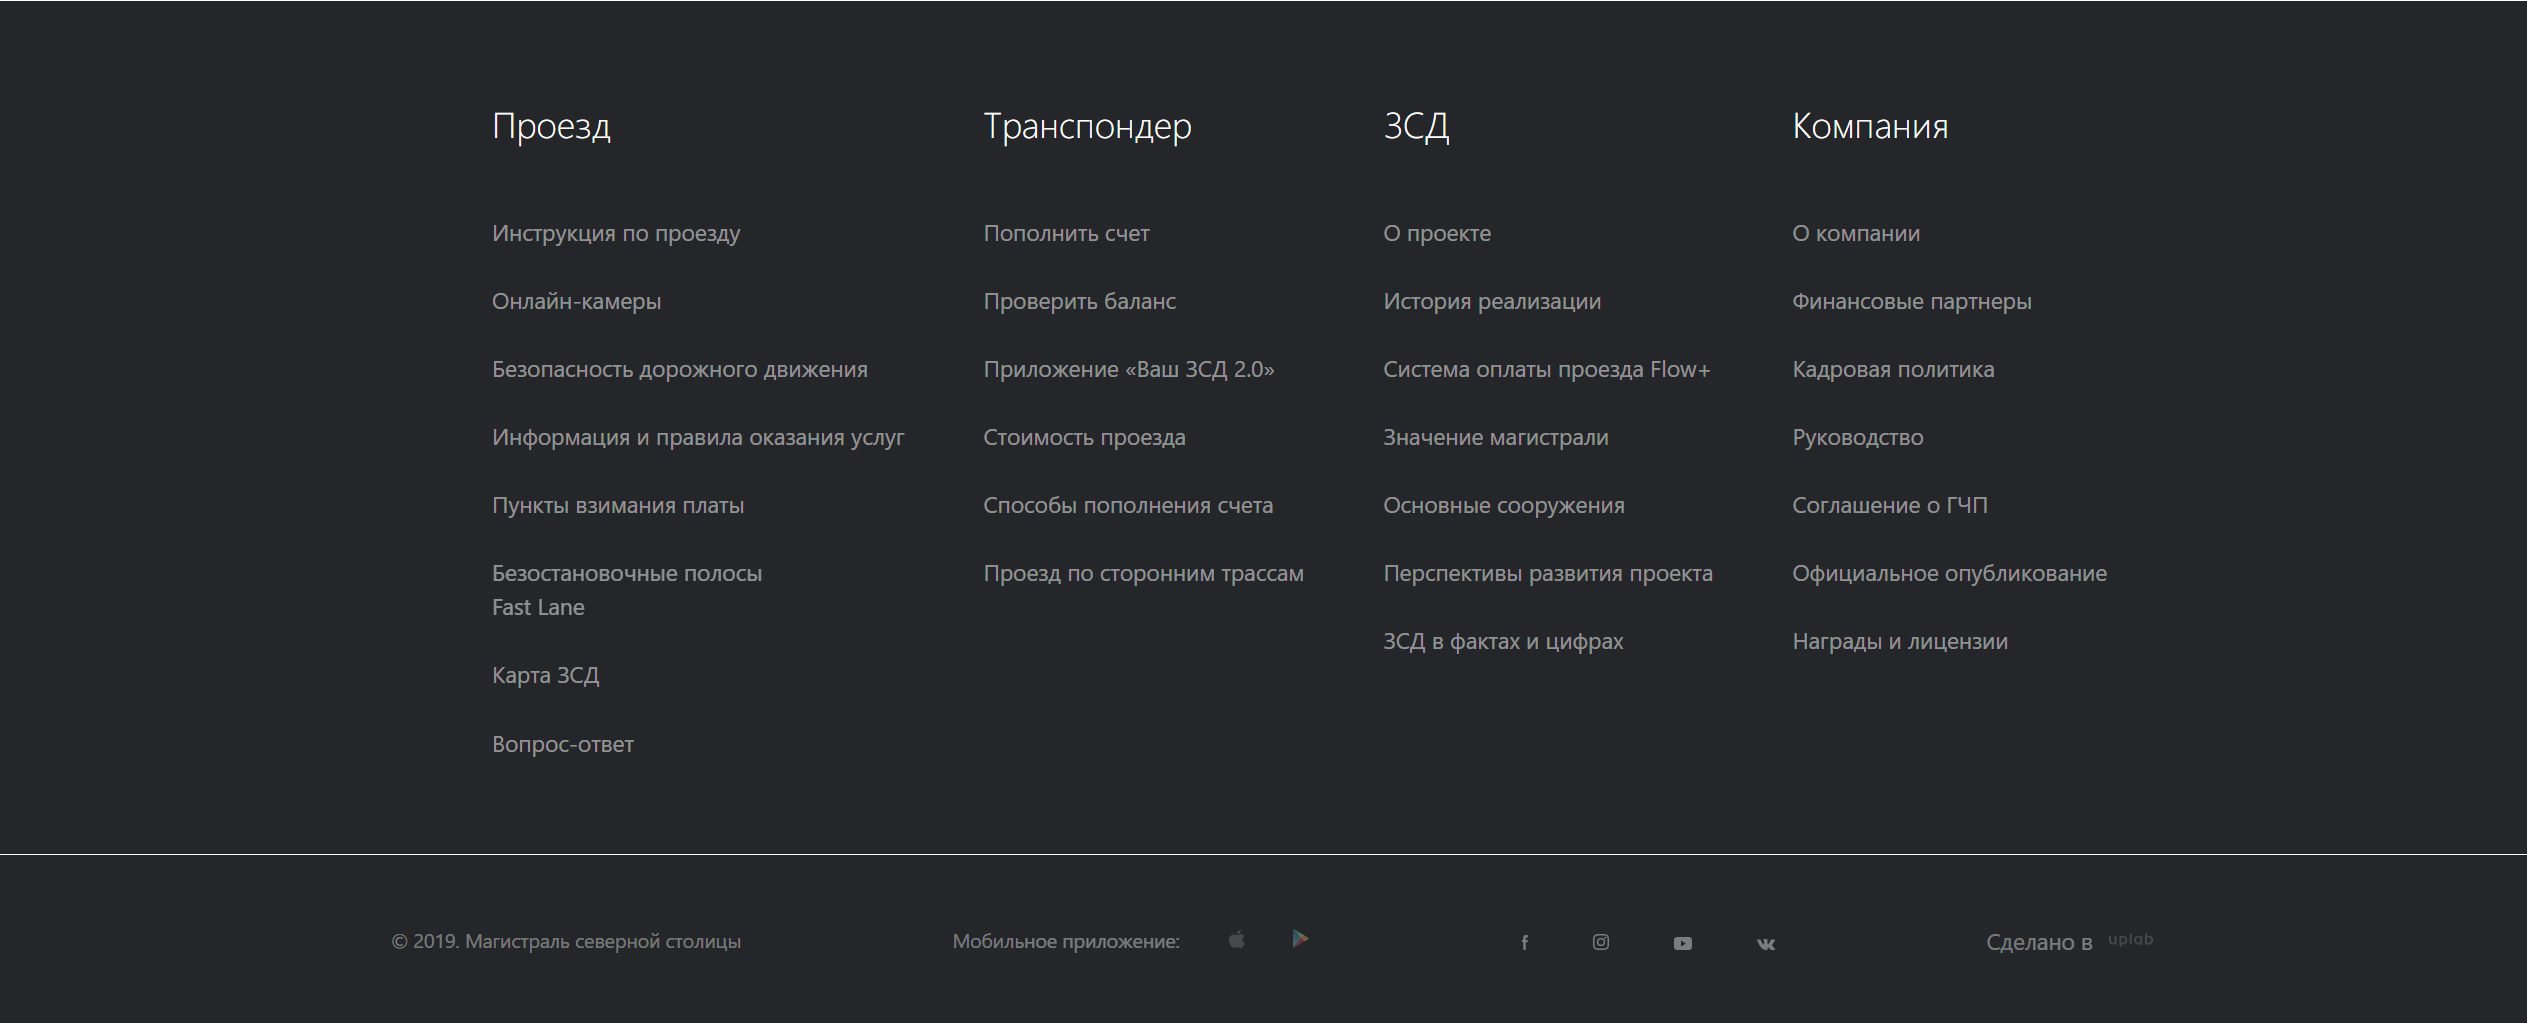 Проезд
Инструкция по проезду
Онлайн-камеры
Безопасность дорожного движения
Информация и правила оказания услуг
Пункты взимания платы
Безостановочные полосы
Fast Lane
Карта ЗСД
Вопрос-ответ
Транспондер
Пополнить счет
Проверить баланс
Приложение «Ваш ЗСД 2.0»
Стоимость проезда
Способы пополнения счета
Проезд по сторонним трассам
ЗСД
О проекте
История реализации
Система оплаты проезда Flow+
Значение магистрали
Основные сооружения
Перспективы развития проекта
ЗСД в фактах и цифрах
Компания
О компании
Финансовые партнеры
Кадровая политика
Руководство
Соглашение о ГЧП
Официальное опубликование
Награды и лицензии
© 2019. Магистраль северной столицы
Мобильное приложение:
Сделано в uplab